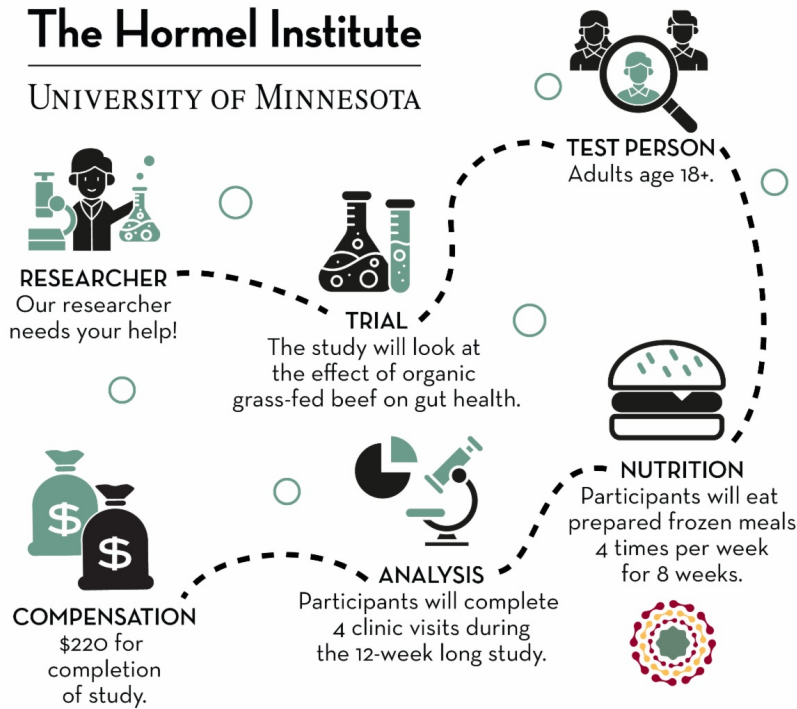 The Hormel Institute
UNIVERSITY OF MINNESOTA
RESEARCHER
Our researcher
needs your help!
TRIAL
The study will look at
the effect of organic
grass-fed beef on gut health.
TEST PERSON
Adults age 18+.
NUTRITION
Participants will eat
prepared frozen meals
4 times per week
for 8 weeks.
ANALYSIS
Participants will complete
4 clinic visits during
the 12-week long study.
$
$
COMPENSATION
$220 for
completion
of study.